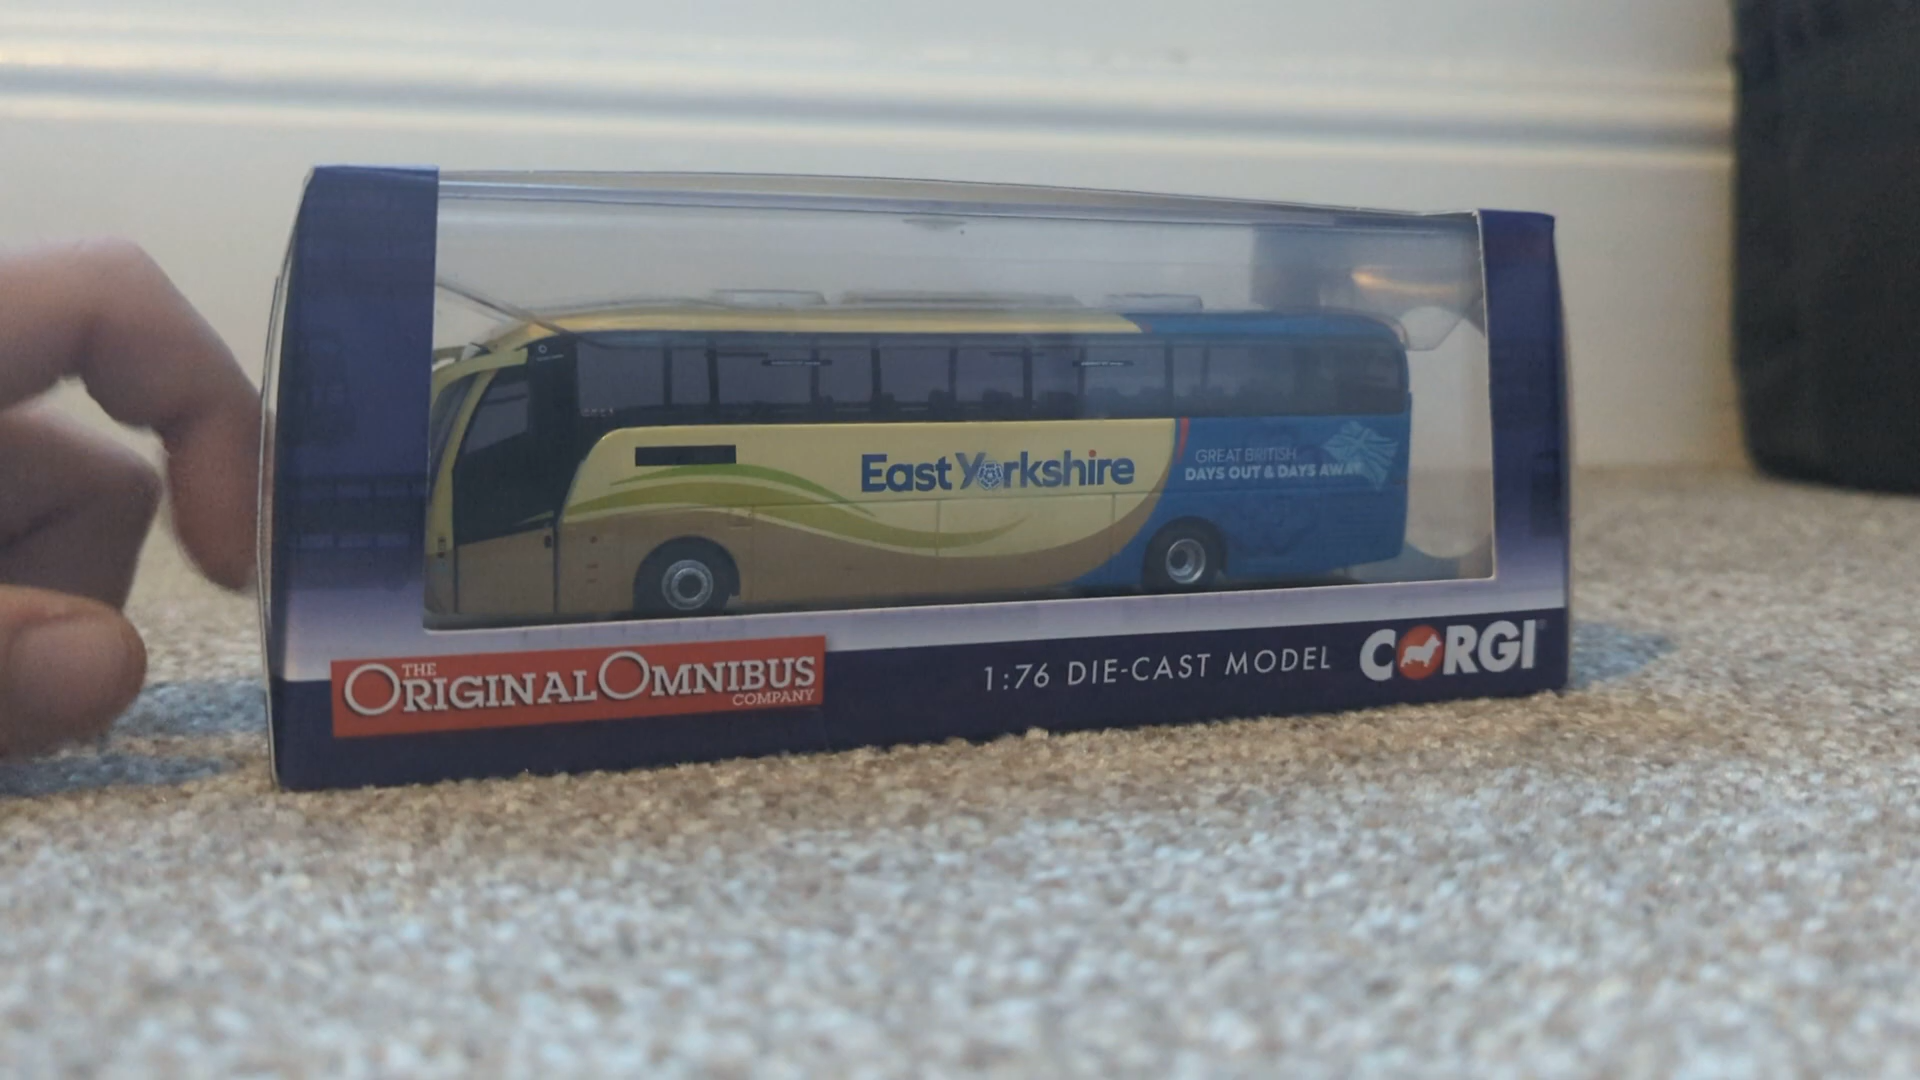 East Yorkshire
GREAT BRITISH
DAYS OUT & DAYS AWAY
THE
ORIGINAL OMNIBUS
COMPANY
1:76 DIE-CAST MODEL
CORGI